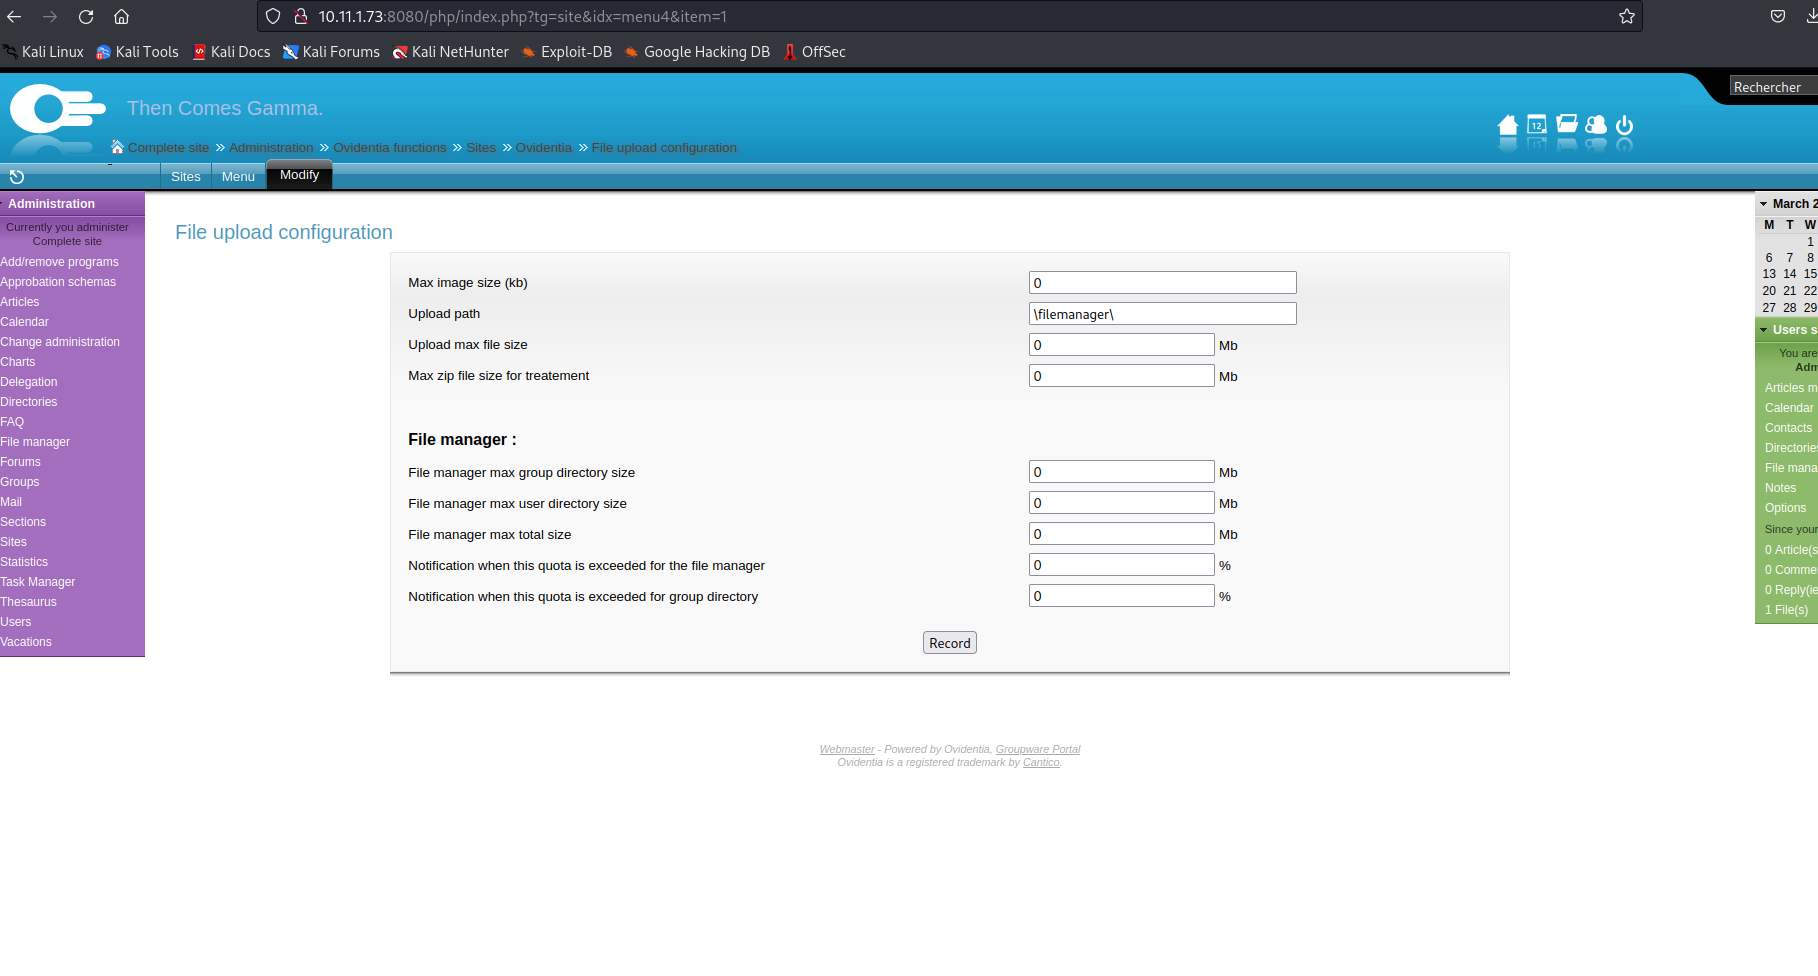 10.11.1.73:8080/php/index.php?tg=site&idx=menu4&item=1
Kali Linux Kali Tools Kali Docs Kali Forums Kali NetHunter Exploit-DB Google Hacking DB OffSec
Rechercher
Then Comes Gamma.
12
Complete site » Administration » Ovidentia functions » Sites » Ovidentia » File upload configuration
Sites Menu Modify
Administration
Currently you administer
Complete site
Add/remove programs
Approbation schemas
Articles
Calendar
Change administration
Charts
Delegation
Directories
FAQ
File manager
Forums
Groups
Mail
Sections
Sites
Statistics
Task Manager
Thesaurus
Users
Vacations
File upload configuration
Max image size (kb) 0
Upload path \filemanager\
Upload max file size 0 Mb
Max zip file size for treatement 0 Mb
File manager :
File manager max group directory size 0 Mb
File manager max user directory size 0 Mb
File manager max total size 0 Mb
Notification when this quota is exceeded for the file manager 0 %
Notification when this quota is exceeded for group directory 0 %
Record
March 2
M T W
1
6 7 8
13 14 15
20 21 22
27 28 29
Users s
You are
Adm
Articles m
Calendar
Contacts
Directories
File mana
Notes
Options
Since your
0 Article(s
0 Comme
0 Reply(ie
1 File(s)
Webmaster - Powered by Ovidentia, Groupware Portal
Ovidentia is a registered trademark by Cantico.